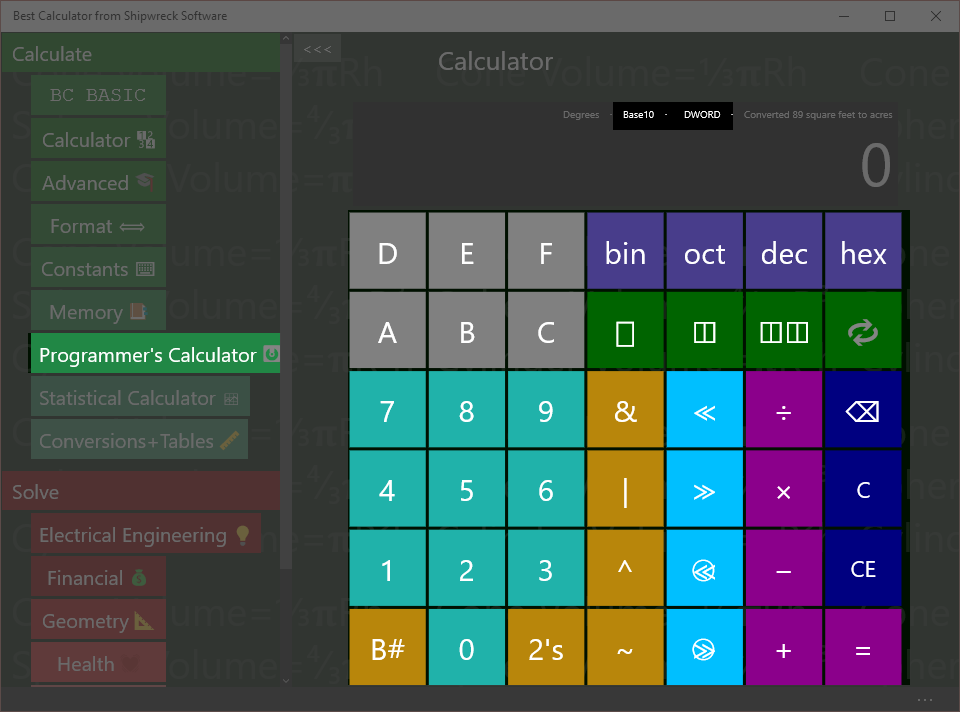 Best Calculator from Shipwreck Software
Calculate
<<<
Calculator
BC BASIC
Calculator
Advanced
Format
Constants
Memory
Programmer's Calculator
Statistical Calculator
Conversions+Tables
Solve
Electrical Engineering
Financial
Geometry
Health
Degrees · Base10 · DWORD · Converted 89 square feet to acres
0
D E F bin oct dec hex
A B C
7 8 9 & ≪ ÷ ⌫
4 5 6 | ≫ × C
1 2 3 ^ ≪ − CE
B# 0 2's ~ ≫ + =